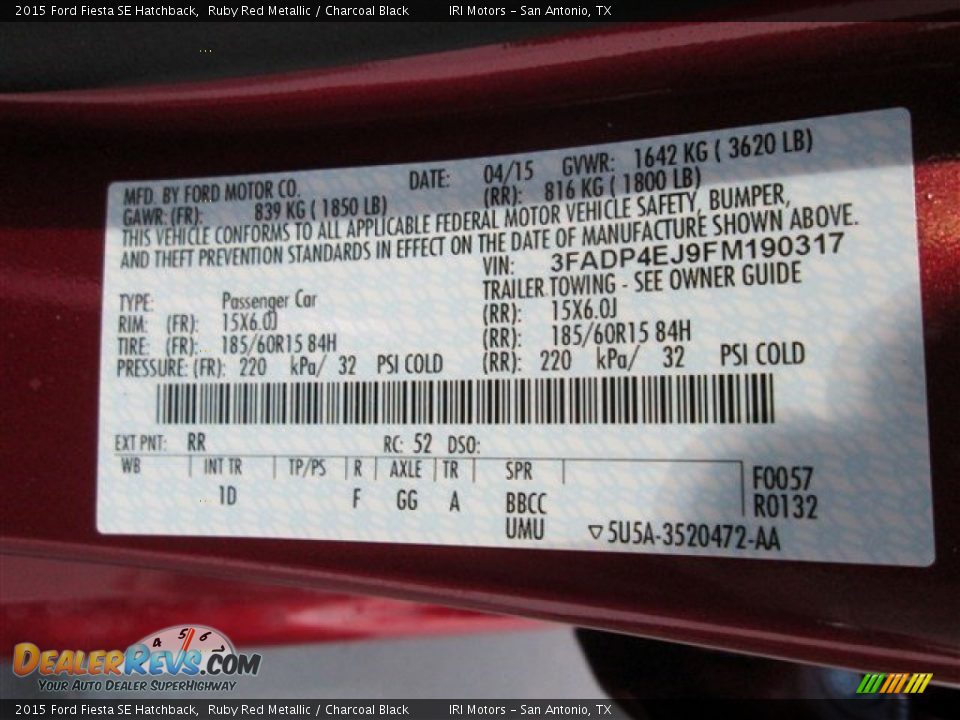 2015 Ford Fiesta SE Hatchback,  Ruby Red Metallic / Charcoal Black  IRI Motors – San Antonio, TX
MFD. BY FORD MOTOR CO.  DATE:  04/15  GVWR:  1642 KG ( 3620 LB)
GAWR:(FR):  839 KG ( 1850 LB)  (RR):  816 KG ( 1800 LB)
THIS VEHICLE CONFORMS TO ALL APPLICABLE FEDERAL MOTOR VEHICLE SAFETY, BUMPER,
AND THEFT PREVENTION STANDARDS IN EFFECT ON THE DATE OF MANUFACTURE SHOWN ABOVE.
VIN:  3FADP4EJ9FM190317
TYPE:  Passenger Car  TRAILER TOWING - SEE OWNER GUIDE
RIM:  (FR):  15X6.0J  (RR):  15X6.0J
TIRE:  (FR):  185/60R15 84H  (RR):  185/60R15 84H
PRESSURE: (FR):  220  kPa/  32  PSI COLD  (RR):  220  kPa/  32  PSI COLD
EXT PNT:  RR  RC:  52  DSO:
WB  INT TR  TP/PS  R  AXLE  TR  SPR  F0057
1D  F  GG  A  BBCC  R0132
UMU  ▽5U5A-3520472-AA
4 5 6 7
DEALERREVS.COM
YOUR AUTO DEALER SUPERHIGHWAY
2015 Ford Fiesta SE Hatchback,  Ruby Red Metallic / Charcoal Black  IRI Motors – San Antonio, TX